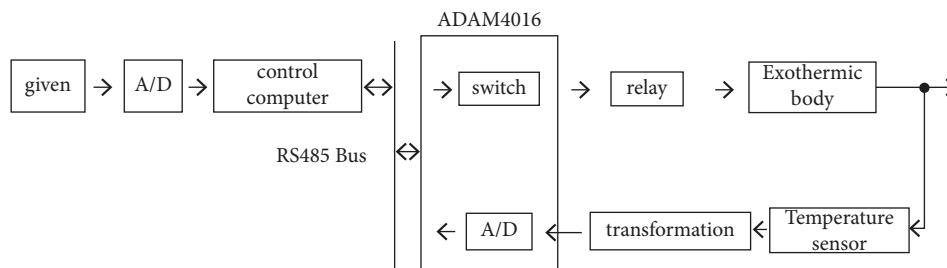 ADAM4016
given
A/D
control
computer
switch
relay
Exothermic
body
RS485 Bus
A/D
transformation
Temperature
sensor